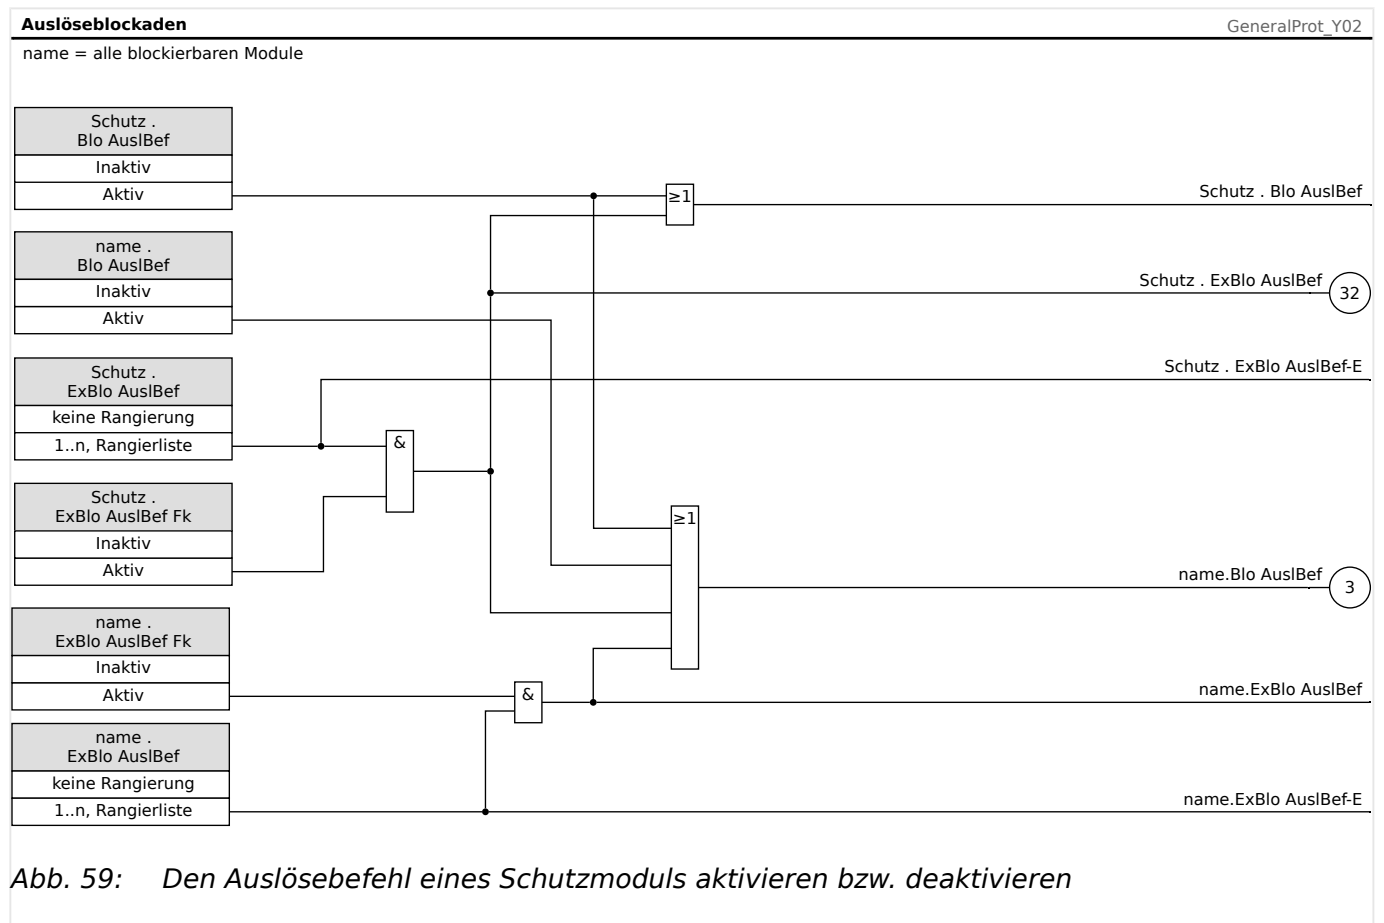 Auslöseblockaden
GeneralProt_Y02
name = alle blockierbaren Module
Schutz .
Blo AuslBef
Inaktiv
Aktiv
≥1
Schutz . Blo AuslBef
name .
Blo AuslBef
Inaktiv
Aktiv
Schutz . ExBlo AuslBef
32
Schutz .
ExBlo AuslBef
keine Rangierung
1..n, Rangierliste
&
Schutz . ExBlo AuslBef-E
Schutz .
ExBlo AuslBef Fk
Inaktiv
Aktiv
≥1
name.Blo AuslBef
3
name .
ExBlo AuslBef Fk
Inaktiv
Aktiv
&
name.ExBlo AuslBef
name .
ExBlo AuslBef
keine Rangierung
1..n, Rangierliste
name.ExBlo AuslBef-E
Abb. 59: Den Auslösebefehl eines Schutzmoduls aktivieren bzw. deaktivieren